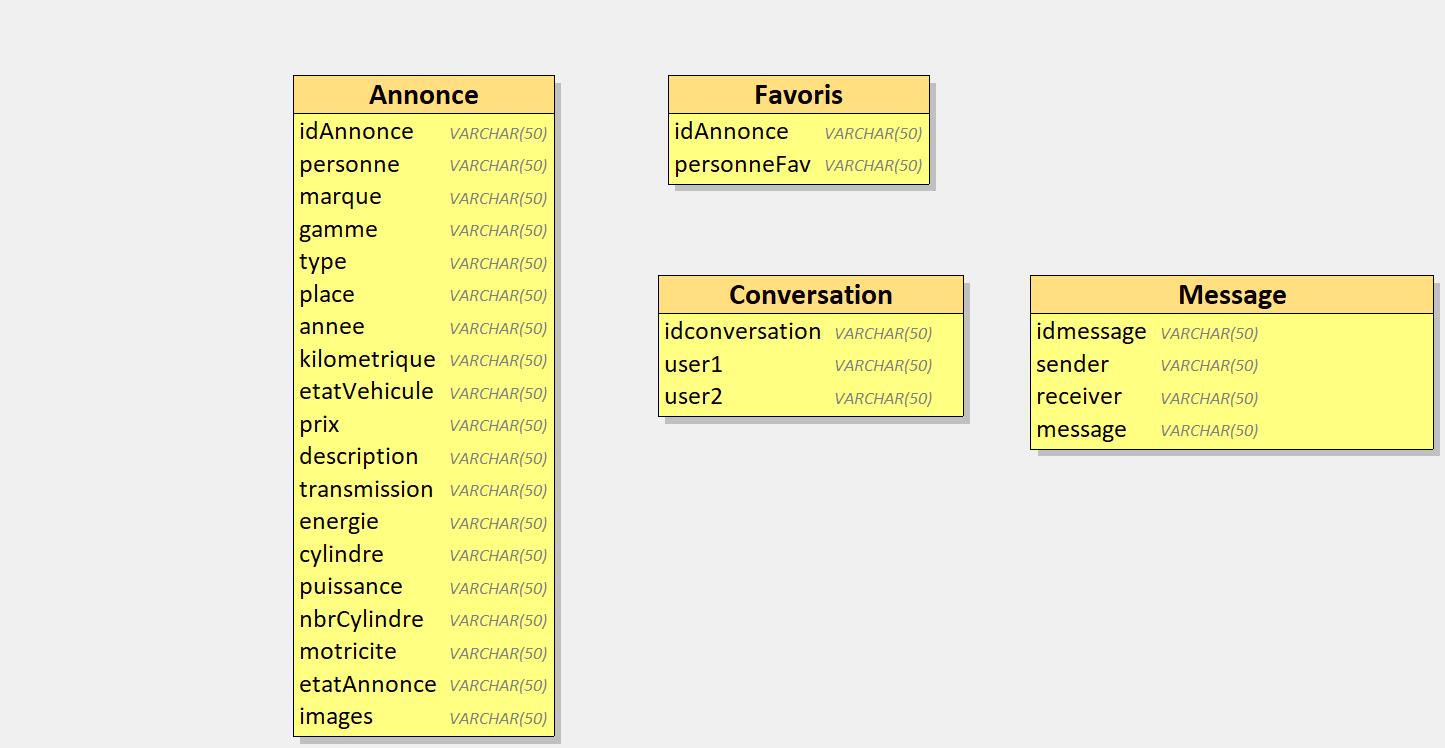 Annonce
idAnnonce VARCHAR(50)
personne VARCHAR(50)
marque VARCHAR(50)
gamme VARCHAR(50)
type VARCHAR(50)
place VARCHAR(50)
annee VARCHAR(50)
kilometrique VARCHAR(50)
etatVehicule VARCHAR(50)
prix VARCHAR(50)
description VARCHAR(50)
transmission VARCHAR(50)
energie VARCHAR(50)
cylindre VARCHAR(50)
puissance VARCHAR(50)
nbrCylindre VARCHAR(50)
motricite VARCHAR(50)
etatAnnonce VARCHAR(50)
images VARCHAR(50)
Favoris
idAnnonce VARCHAR(50)
personneFav VARCHAR(50)
Conversation
idconversation VARCHAR(50)
user1 VARCHAR(50)
user2 VARCHAR(50)
Message
idmessage VARCHAR(50)
sender VARCHAR(50)
receiver VARCHAR(50)
message VARCHAR(50)